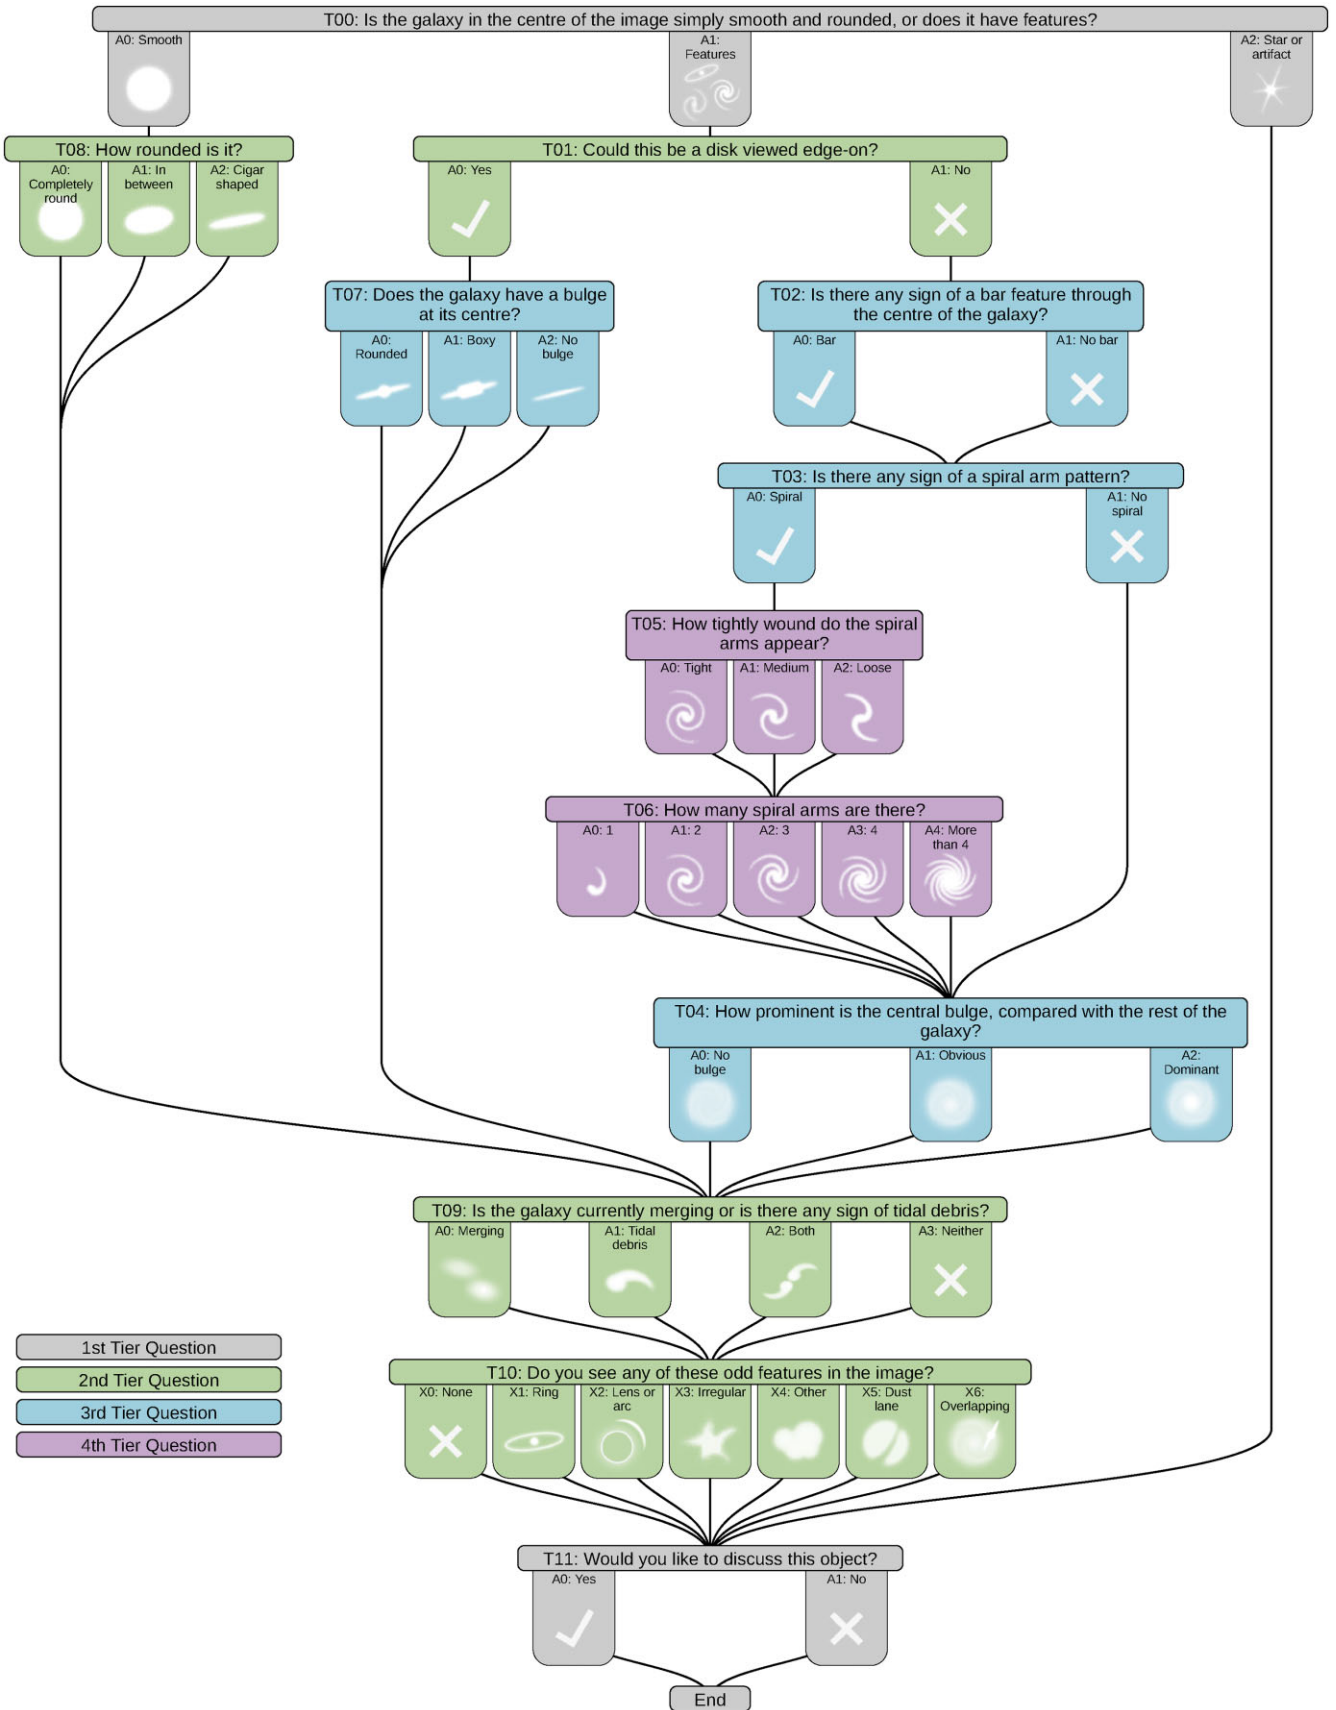 T00: Is the galaxy in the centre of the image simply smooth and rounded, or does it have features?
A0: Smooth
A1:
Features
A2: Star or
artifact
T08: How rounded is it?
A0:
Completely
round
A1: In
between
A2: Cigar
shaped
T01: Could this be a disk viewed edge-on?
A0: Yes
A1: No
T07: Does the galaxy have a bulge
at its centre?
A0:
Rounded
A1: Boxy
A2: No
bulge
T02: Is there any sign of a bar feature through
the centre of the galaxy?
A0: Bar
A1: No bar
T03: Is there any sign of a spiral arm pattern?
A0: Spiral
A1: No
spiral
T05: How tightly wound do the spiral
arms appear?
A0: Tight
A1: Medium
A2: Loose
T06: How many spiral arms are there?
A0: 1
A1: 2
A2: 3
A3: 4
A4: More
than 4
T04: How prominent is the central bulge, compared with the rest of the
galaxy?
A0: No
bulge
A1: Obvious
A2:
Dominant
T09: Is the galaxy currently merging or is there any sign of tidal debris?
A0: Merging
A1: Tidal
debris
A2: Both
A3: Neither
1st Tier Question
2nd Tier Question
3rd Tier Question
4th Tier Question
T10: Do you see any of these odd features in the image?
X0: None
X1: Ring
X2: Lens or
arc
X3: Irregular
X4: Other
X5: Dust
lane
X6:
Overlapping
T11: Would you like to discuss this object?
A0: Yes
A1: No
End